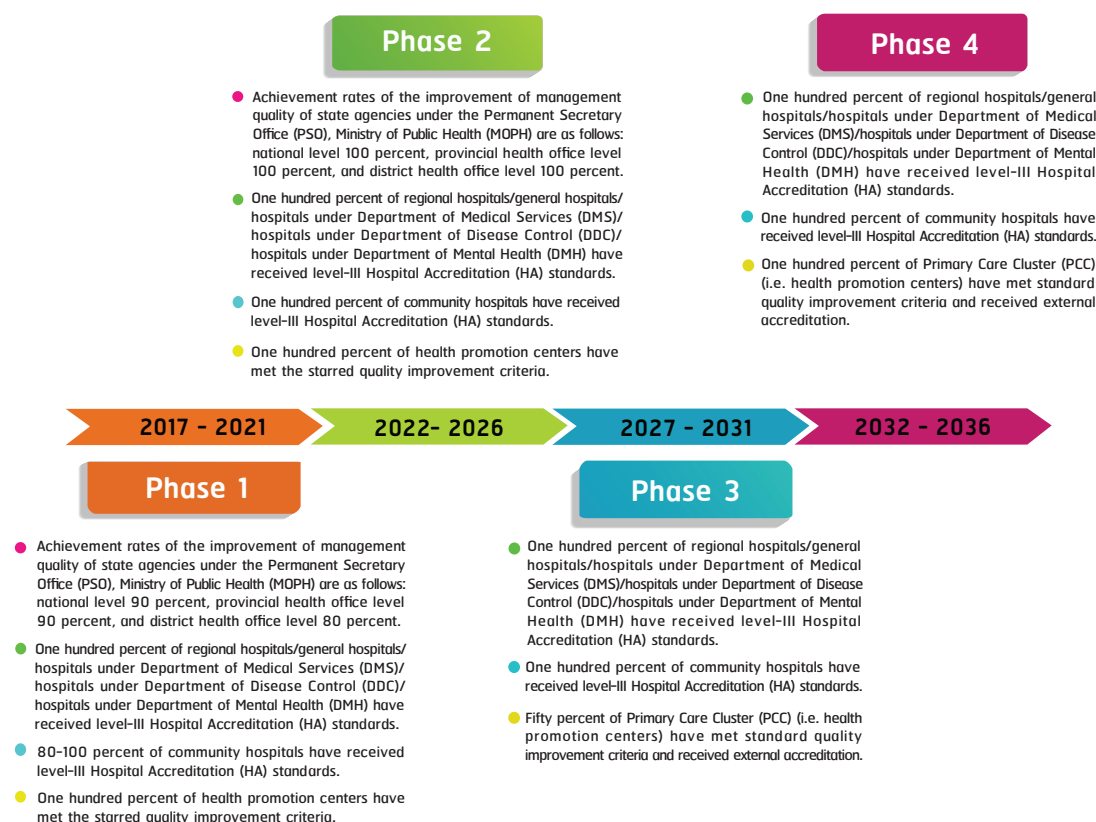 Phase 2
Achievement rates of the improvement of management
quality of state agencies under the Permanent Secretary
Office (PSO), Ministry of Public Health (MOPH) are as follows:
national level 100 percent, provincial health office level
100 percent, and district health office level 100 percent.
One hundred percent of regional hospitals/general hospitals/
hospitals under Department of Medical Services (DMS)/
hospitals under Department of Disease Control (DDC)/
hospitals under Department of Mental Health (DMH) have
received level-III Hospital Accreditation (HA) standards.
One hundred percent of community hospitals have received
level-III Hospital Accreditation (HA) standards.
One hundred percent of health promotion centers have
met the starred quality improvement criteria.
Phase 4
One hundred percent of regional hospitals/general
hospitals/hospitals under Department of Medical
Services (DMS)/hospitals under Department of Disease
Control (DDC)/hospitals under Department of Mental
Health (DMH) have received level-III Hospital
Accreditation (HA) standards.
One hundred percent of community hospitals have
received level-III Hospital Accreditation (HA) standards.
One hundred percent of Primary Care Cluster (PCC)
(i.e. health promotion centers) have met standard
quality improvement criteria and received external
accreditation.
2017 - 2021
2022- 2026
2027 - 2031
2032 - 2036
Phase 1
Achievement rates of the improvement of management
quality of state agencies under the Permanent Secretary
Office (PSO), Ministry of Public Health (MOPH) are as follows:
national level 90 percent, provincial health office level
90 percent, and district health office level 80 percent.
One hundred percent of regional hospitals/general hospitals/
hospitals under Department of Medical Services (DMS)/
hospitals under Department of Disease Control (DDC)/
hospitals under Department of Mental Health (DMH) have
received level-III Hospital Accreditation (HA) standards.
80-100 percent of community hospitals have received
level-III Hospital Accreditation (HA) standards.
One hundred percent of health promotion centers have
met the starred quality improvement criteria.
Phase 3
One hundred percent of regional hospitals/general
hospitals/hospitals under Department of Medical
Services (DMS)/hospitals under Department of Disease
Control (DDC)/hospitals under Department of Mental
Health (DMH) have received level-III Hospital
Accreditation (HA) standards.
One hundred percent of community hospitals have
received level-III Hospital Accreditation (HA) standards.
Fifty percent of Primary Care Cluster (PCC) (i.e. health
promotion centers) have met standard quality
improvement criteria and received external accreditation.